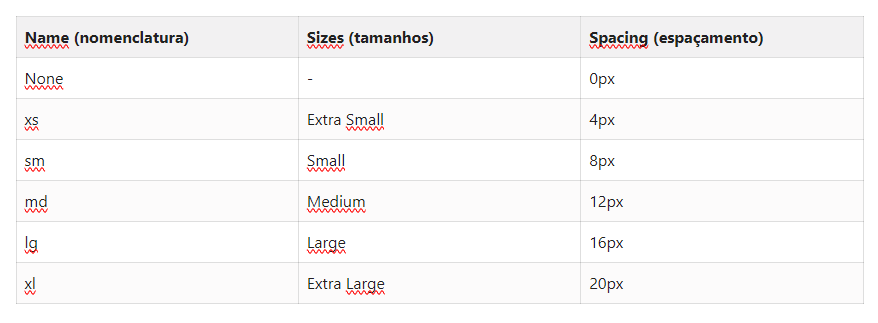 Name (nomenclatura) Sizes (tamanhos) Spacing (espaçamento)
None - 0px
xs Extra Small 4px
sm Small 8px
md Medium 12px
lg Large 16px
xl Extra Large 20px